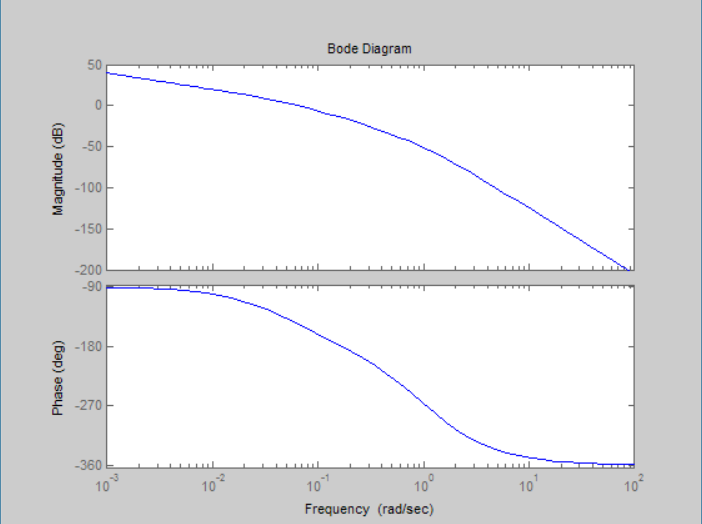 Bode Diagram
50
0
-50
-100
-150
-200
Magnitude (dB)
-90
-180
-270
-360
Phase (deg)
10^-3 10^-2 10^-1 10^0 10^1 10^2
Frequency (rad/sec)